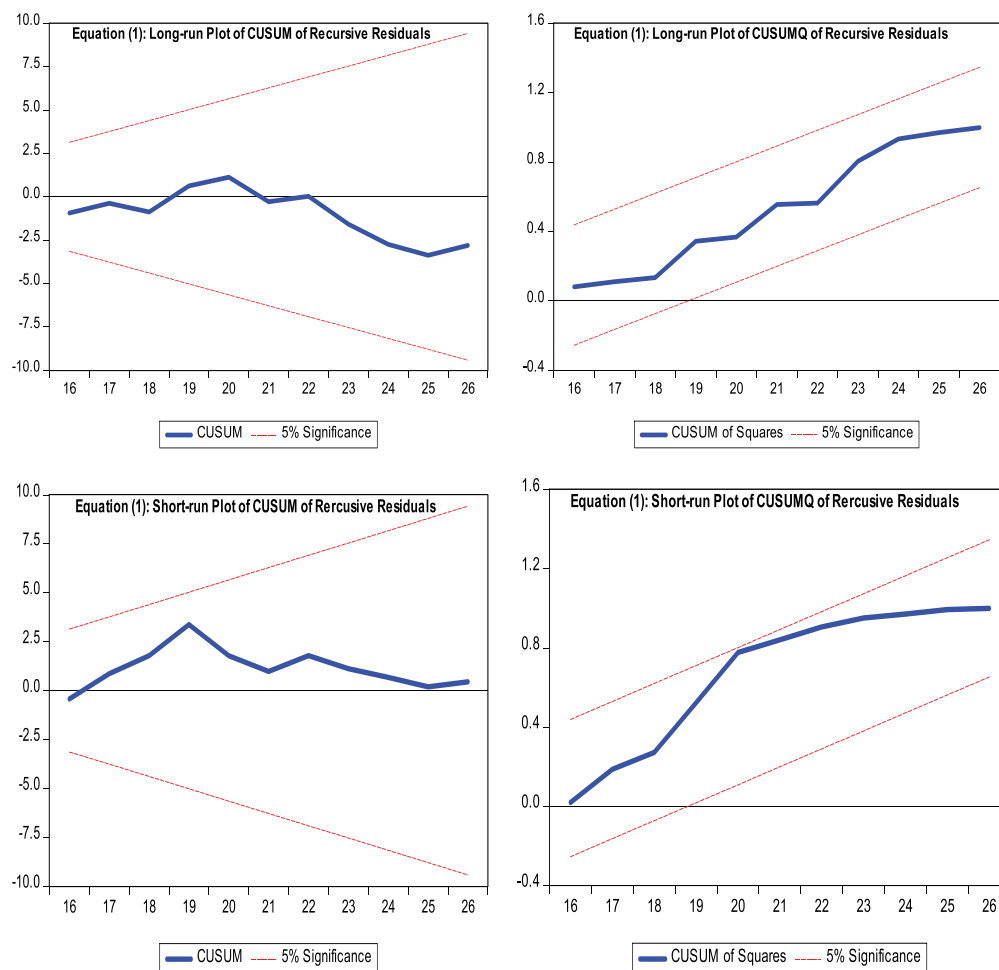 Equation (1): Long-run Plot of CUSUM of Recursive Residuals
10.0
7.5
5.0
2.5
0.0
-2.5
-5.0
-7.5
-10.0
16 17 18 19 20 21 22 23 24 25 26
CUSUM 5% Significance
Equation (1): Long-run Plot of CUSUMQ of Recursive Residuals
1.6
1.2
0.8
0.4
0.0
-0.4
16 17 18 19 20 21 22 23 24 25 26
CUSUM of Squares 5% Significance
Equation (1): Short-run Plot of CUSUM of Rercusive Residuals
10.0
7.5
5.0
2.5
0.0
-2.5
-5.0
-7.5
-10.0
16 17 18 19 20 21 22 23 24 25 26
CUSUM 5% Significance
Equation (1): Short-run Plot of CUSUMQ of Rercusive Residuals
1.6
1.2
0.8
0.4
0.0
-0.4
16 17 18 19 20 21 22 23 24 25 26
CUSUM of Squares 5% Significance